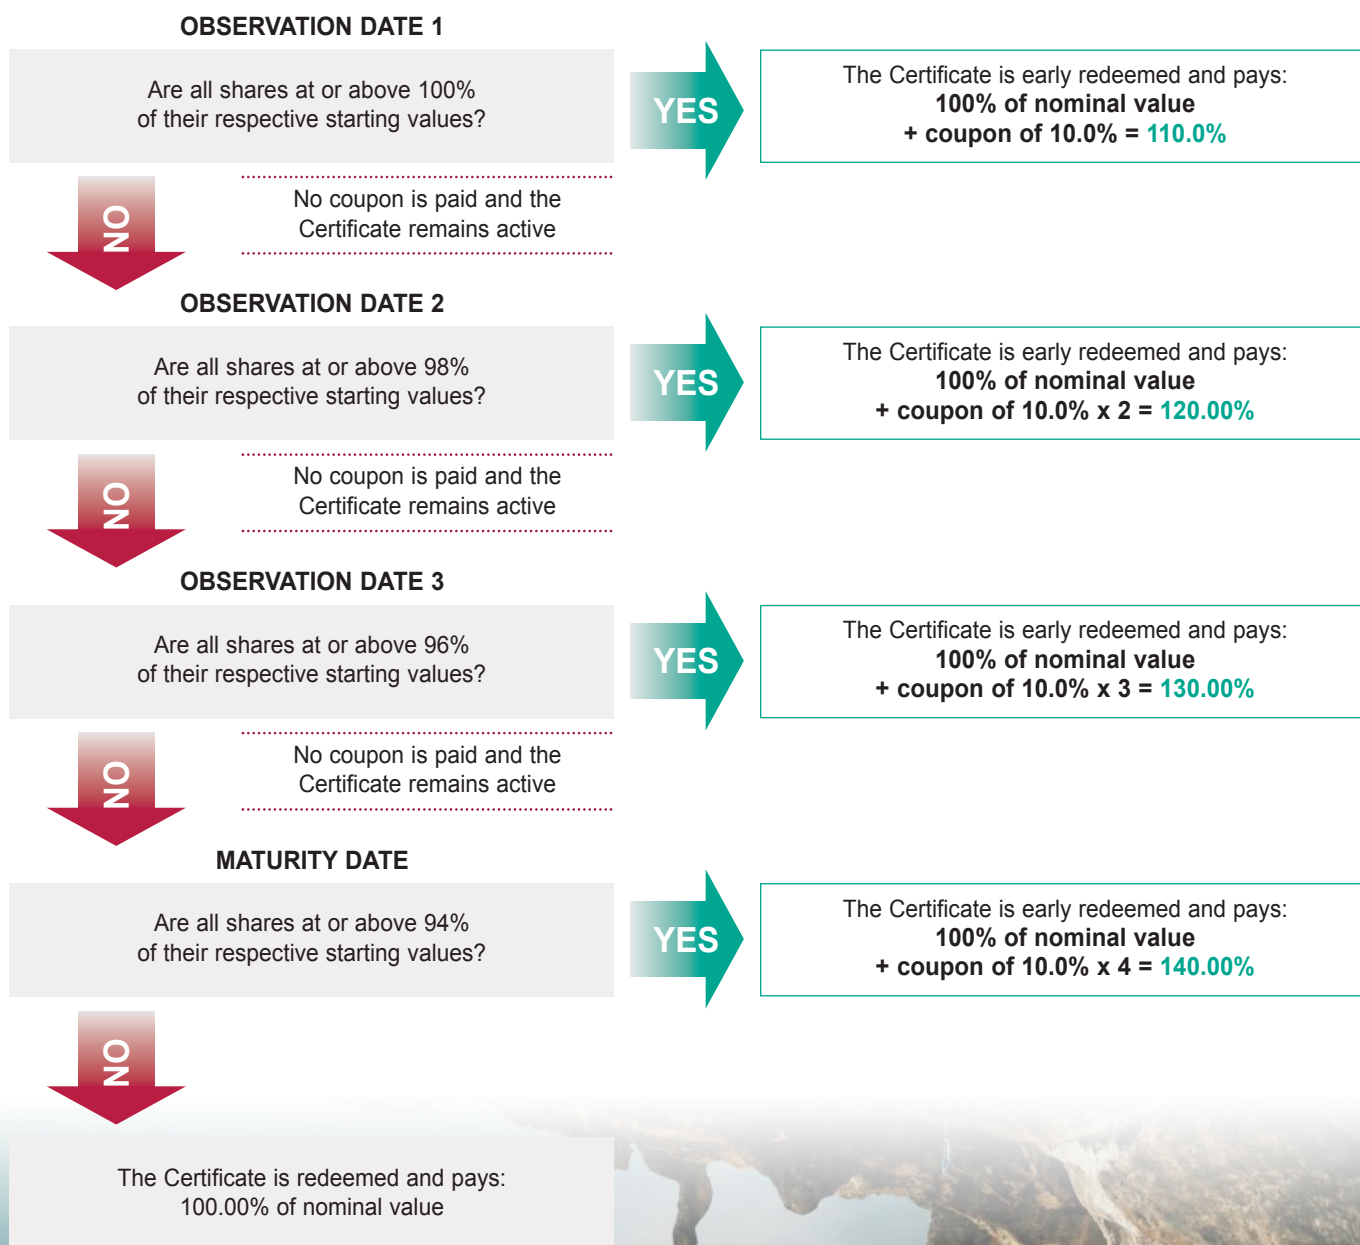 OBSERVATION DATE 1
Are all shares at or above 100%
of their respective starting values?
YES
The Certificate is early redeemed and pays:
100% of nominal value
+ coupon of 10.0% = 110.0%
NO
No coupon is paid and the
Certificate remains active
OBSERVATION DATE 2
Are all shares at or above 98%
of their respective starting values?
YES
The Certificate is early redeemed and pays:
100% of nominal value
+ coupon of 10.0% x 2 = 120.00%
NO
No coupon is paid and the
Certificate remains active
OBSERVATION DATE 3
Are all shares at or above 96%
of their respective starting values?
YES
The Certificate is early redeemed and pays:
100% of nominal value
+ coupon of 10.0% x 3 = 130.00%
NO
No coupon is paid and the
Certificate remains active
MATURITY DATE
Are all shares at or above 94%
of their respective starting values?
YES
The Certificate is early redeemed and pays:
100% of nominal value
+ coupon of 10.0% x 4 = 140.00%
NO
The Certificate is redeemed and pays:
100.00% of nominal value